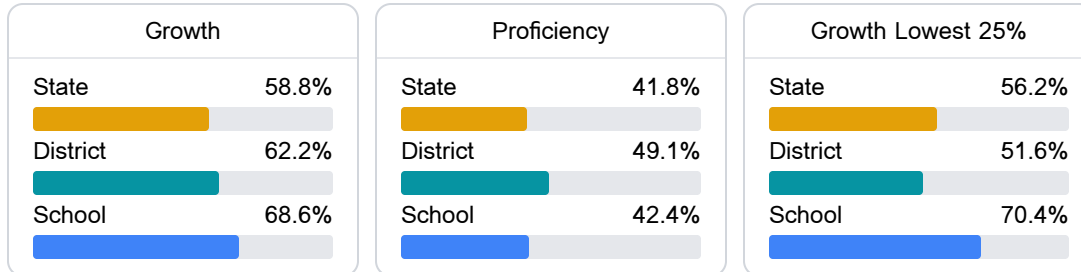 Growth
State 58.8%
District 62.2%
School 68.6%
Proficiency
State 41.8%
District 49.1%
School 42.4%
Growth Lowest 25%
State 56.2%
District 51.6%
School 70.4%